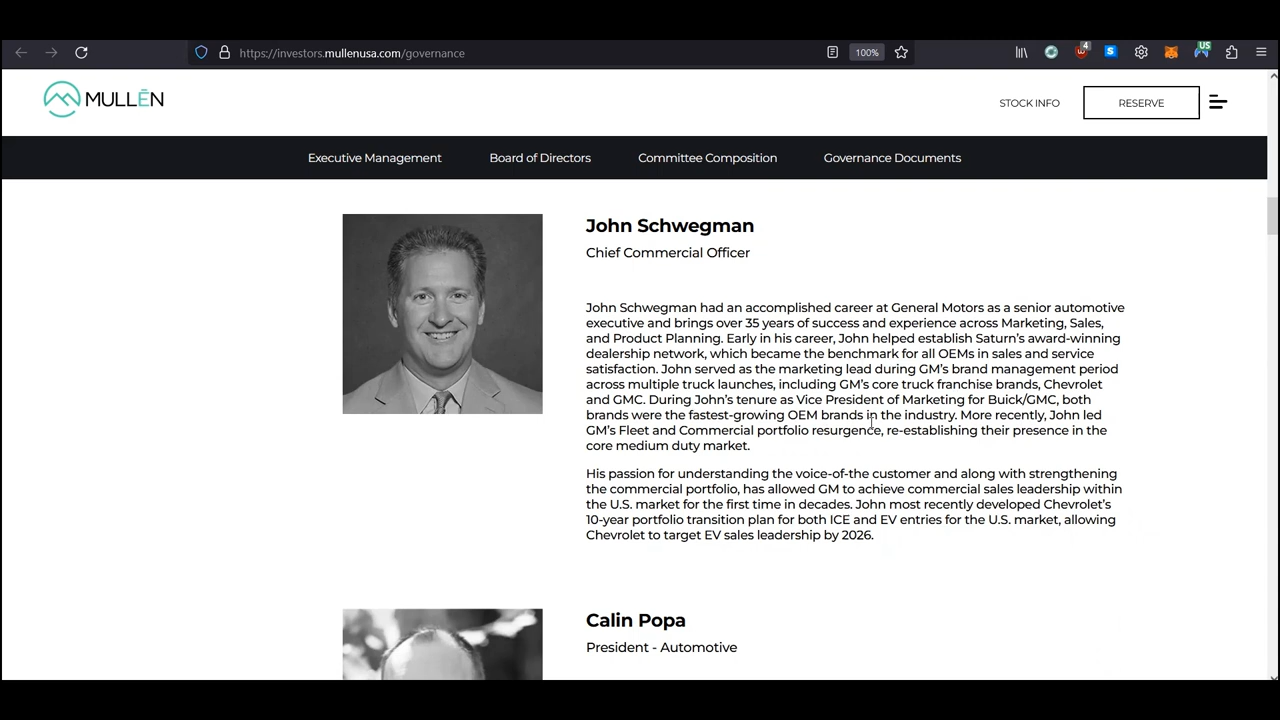 https://investors.mullenusa.com/governance
100%
4
S
US
MULLĒN
STOCK INFO
RESERVE
Executive Management
Board of Directors
Committee Composition
Governance Documents
John Schwegman
Chief Commercial Officer
John Schwegman had an accomplished career at General Motors as a senior automotive
executive and brings over 35 years of success and experience across Marketing, Sales,
and Product Planning. Early in his career, John helped establish Saturn's award-winning
dealership network, which became the benchmark for all OEMs in sales and service
satisfaction. John served as the marketing lead during GM's brand management period
across multiple truck launches, including GM's core truck franchise brands, Chevrolet
and GMC. During John's tenure as Vice President of Marketing for Buick/GMC, both
brands were the fastest-growing OEM brands in the industry. More recently, John led
GM's Fleet and Commercial portfolio resurgence, re-establishing their presence in the
core medium duty market.
His passion for understanding the voice-of-the customer and along with strengthening
the commercial portfolio, has allowed GM to achieve commercial sales leadership within
the U.S. market for the first time in decades. John most recently developed Chevrolet's
10-year portfolio transition plan for both ICE and EV entries for the U.S. market, allowing
Chevrolet to target EV sales leadership by 2026.
Calin Popa
President - Automotive